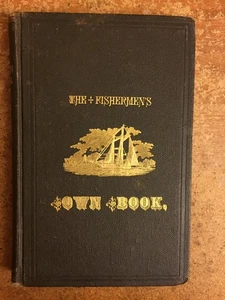 THE FISHERMEN'S
OWN BOOK,